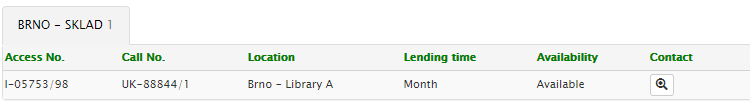 BRNO - SKLAD 1
Access No. Call No. Location Lending time Availability Contact
I-05753/98 UK-88844/1 Brno - Library A Month Available